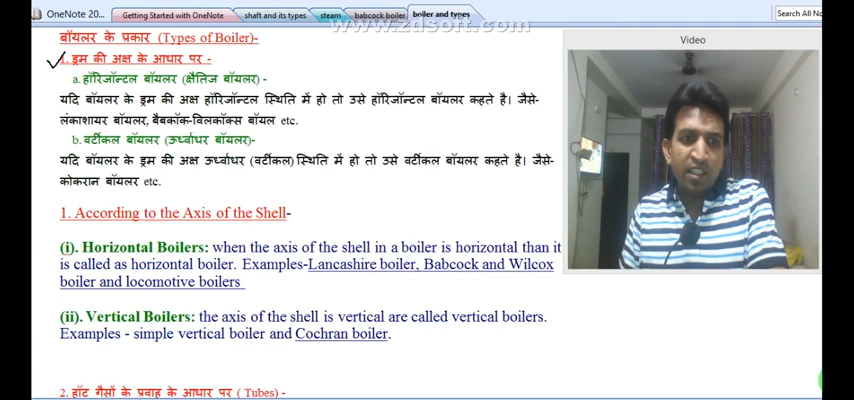 www.zdsoft.com
OneNote 20...
Getting Started with OneNote
shaft and its types
steam
babcock boiler
boiler and types
Search All No
बॉयलर के प्रकार (Types of Boiler)-
1. ड्रम की अक्ष के आधार पर -
a. हॉरिजॉन्टल बॉयलर (क्षैतिज बॉयलर) -
यदि बॉयलर के ड्रम की अक्ष हॉरिजॉन्टल स्थिति में हो तो उसे हॉरिजॉन्टल बॉयलर कहते है। जैसे-
लंकाशायर बॉयलर, बैबकॉक-विलकॉक्स बॉयल etc.
b. वर्टीकल बॉयलर (ऊर्ध्वाधर बॉयलर)-
यदि बॉयलर के ड्रम की अक्ष ऊर्ध्वाधर (वर्टीकल) स्थिति में हो तो उसे वर्टीकल बॉयलर कहते है। जैसे-
कोकरान बॉयलर etc.
1. According to the Axis of the Shell-
(i). Horizontal Boilers: when the axis of the shell in a boiler is horizontal than it
is called as horizontal boiler. Examples-Lancashire boiler, Babcock and Wilcox
boiler and locomotive boilers
(ii). Vertical Boilers: the axis of the shell is vertical are called vertical boilers.
Examples - simple vertical boiler and Cochran boiler.
2. हॉट गैसों के प्रवाह के आधार पर ( Tubes) -
Video